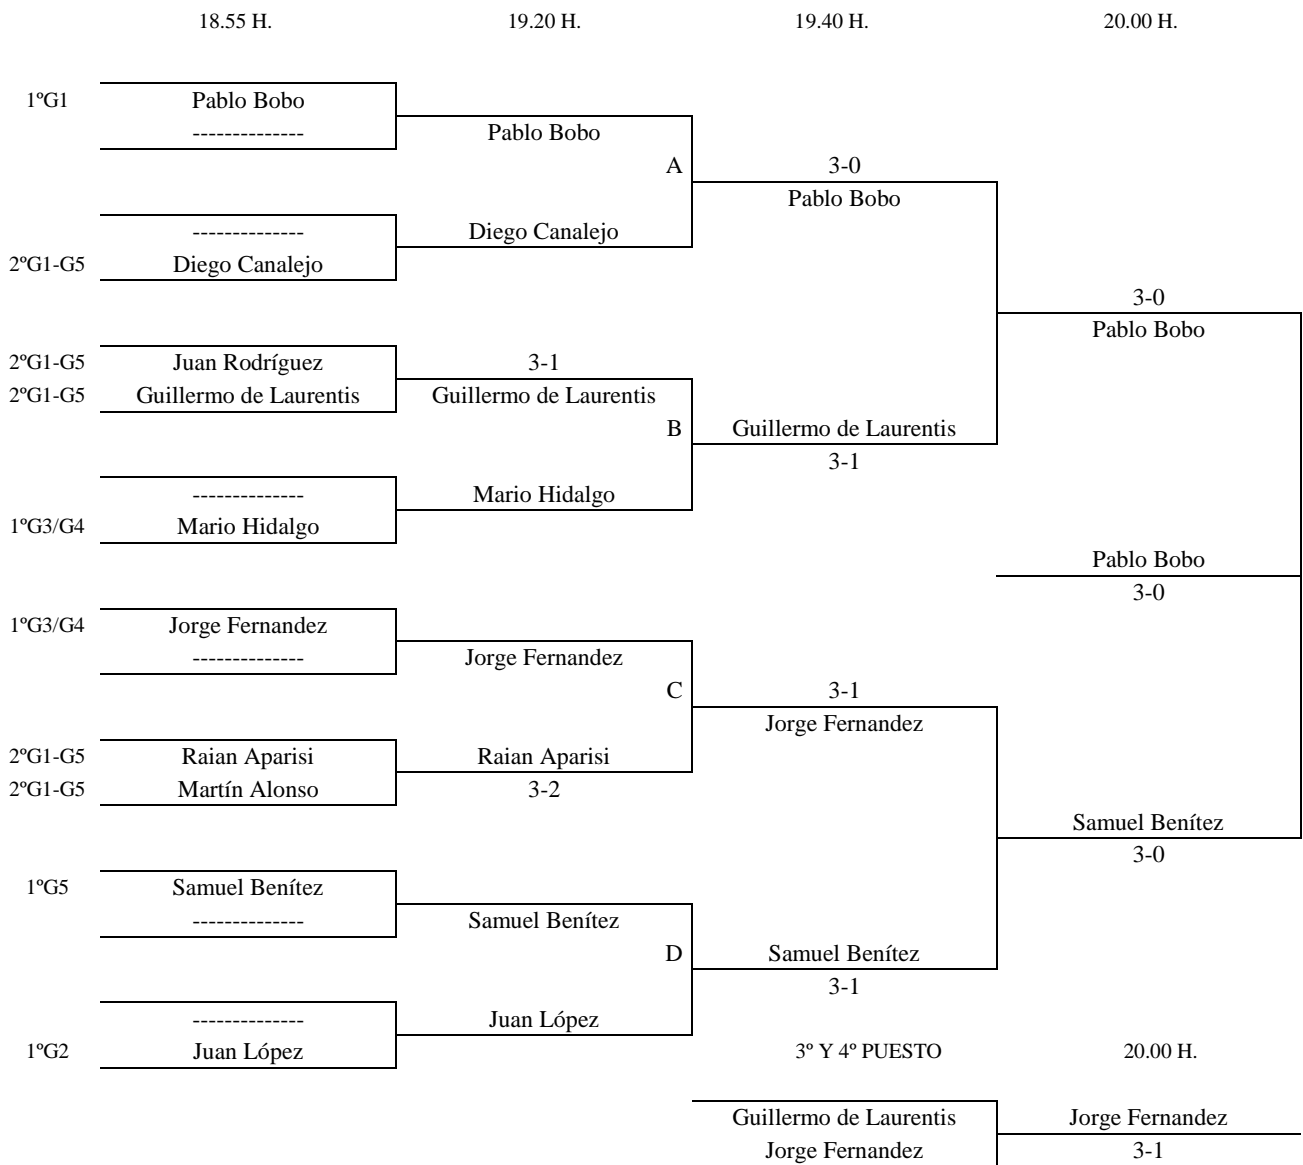 18.55 H. 19.20 H. 19.40 H. 20.00 H.
1ºG1 Pablo Bobo
-------------- Pablo Bobo
A 3-0
Pablo Bobo
-------------- Diego Canalejo
2ºG1-G5 Diego Canalejo
3-0
Pablo Bobo
2ºG1-G5 Juan Rodríguez 3-1
2ºG1-G5 Guillermo de Laurentis Guillermo de Laurentis
B Guillermo de Laurentis
3-1
-------------- Mario Hidalgo
1ºG3/G4 Mario Hidalgo
Pablo Bobo
3-0
1ºG3/G4 Jorge Fernandez
-------------- Jorge Fernandez
C 3-1
Jorge Fernandez
2ºG1-G5 Raian Aparisi Raian Aparisi
2ºG1-G5 Martín Alonso 3-2
Samuel Benítez
3-0
1ºG5 Samuel Benítez
-------------- Samuel Benítez
D Samuel Benítez
3-1
-------------- Juan López
1ºG2 Juan López 3º Y 4º PUESTO 20.00 H.
Guillermo de Laurentis Jorge Fernandez
Jorge Fernandez 3-1